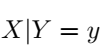 X|Y = y